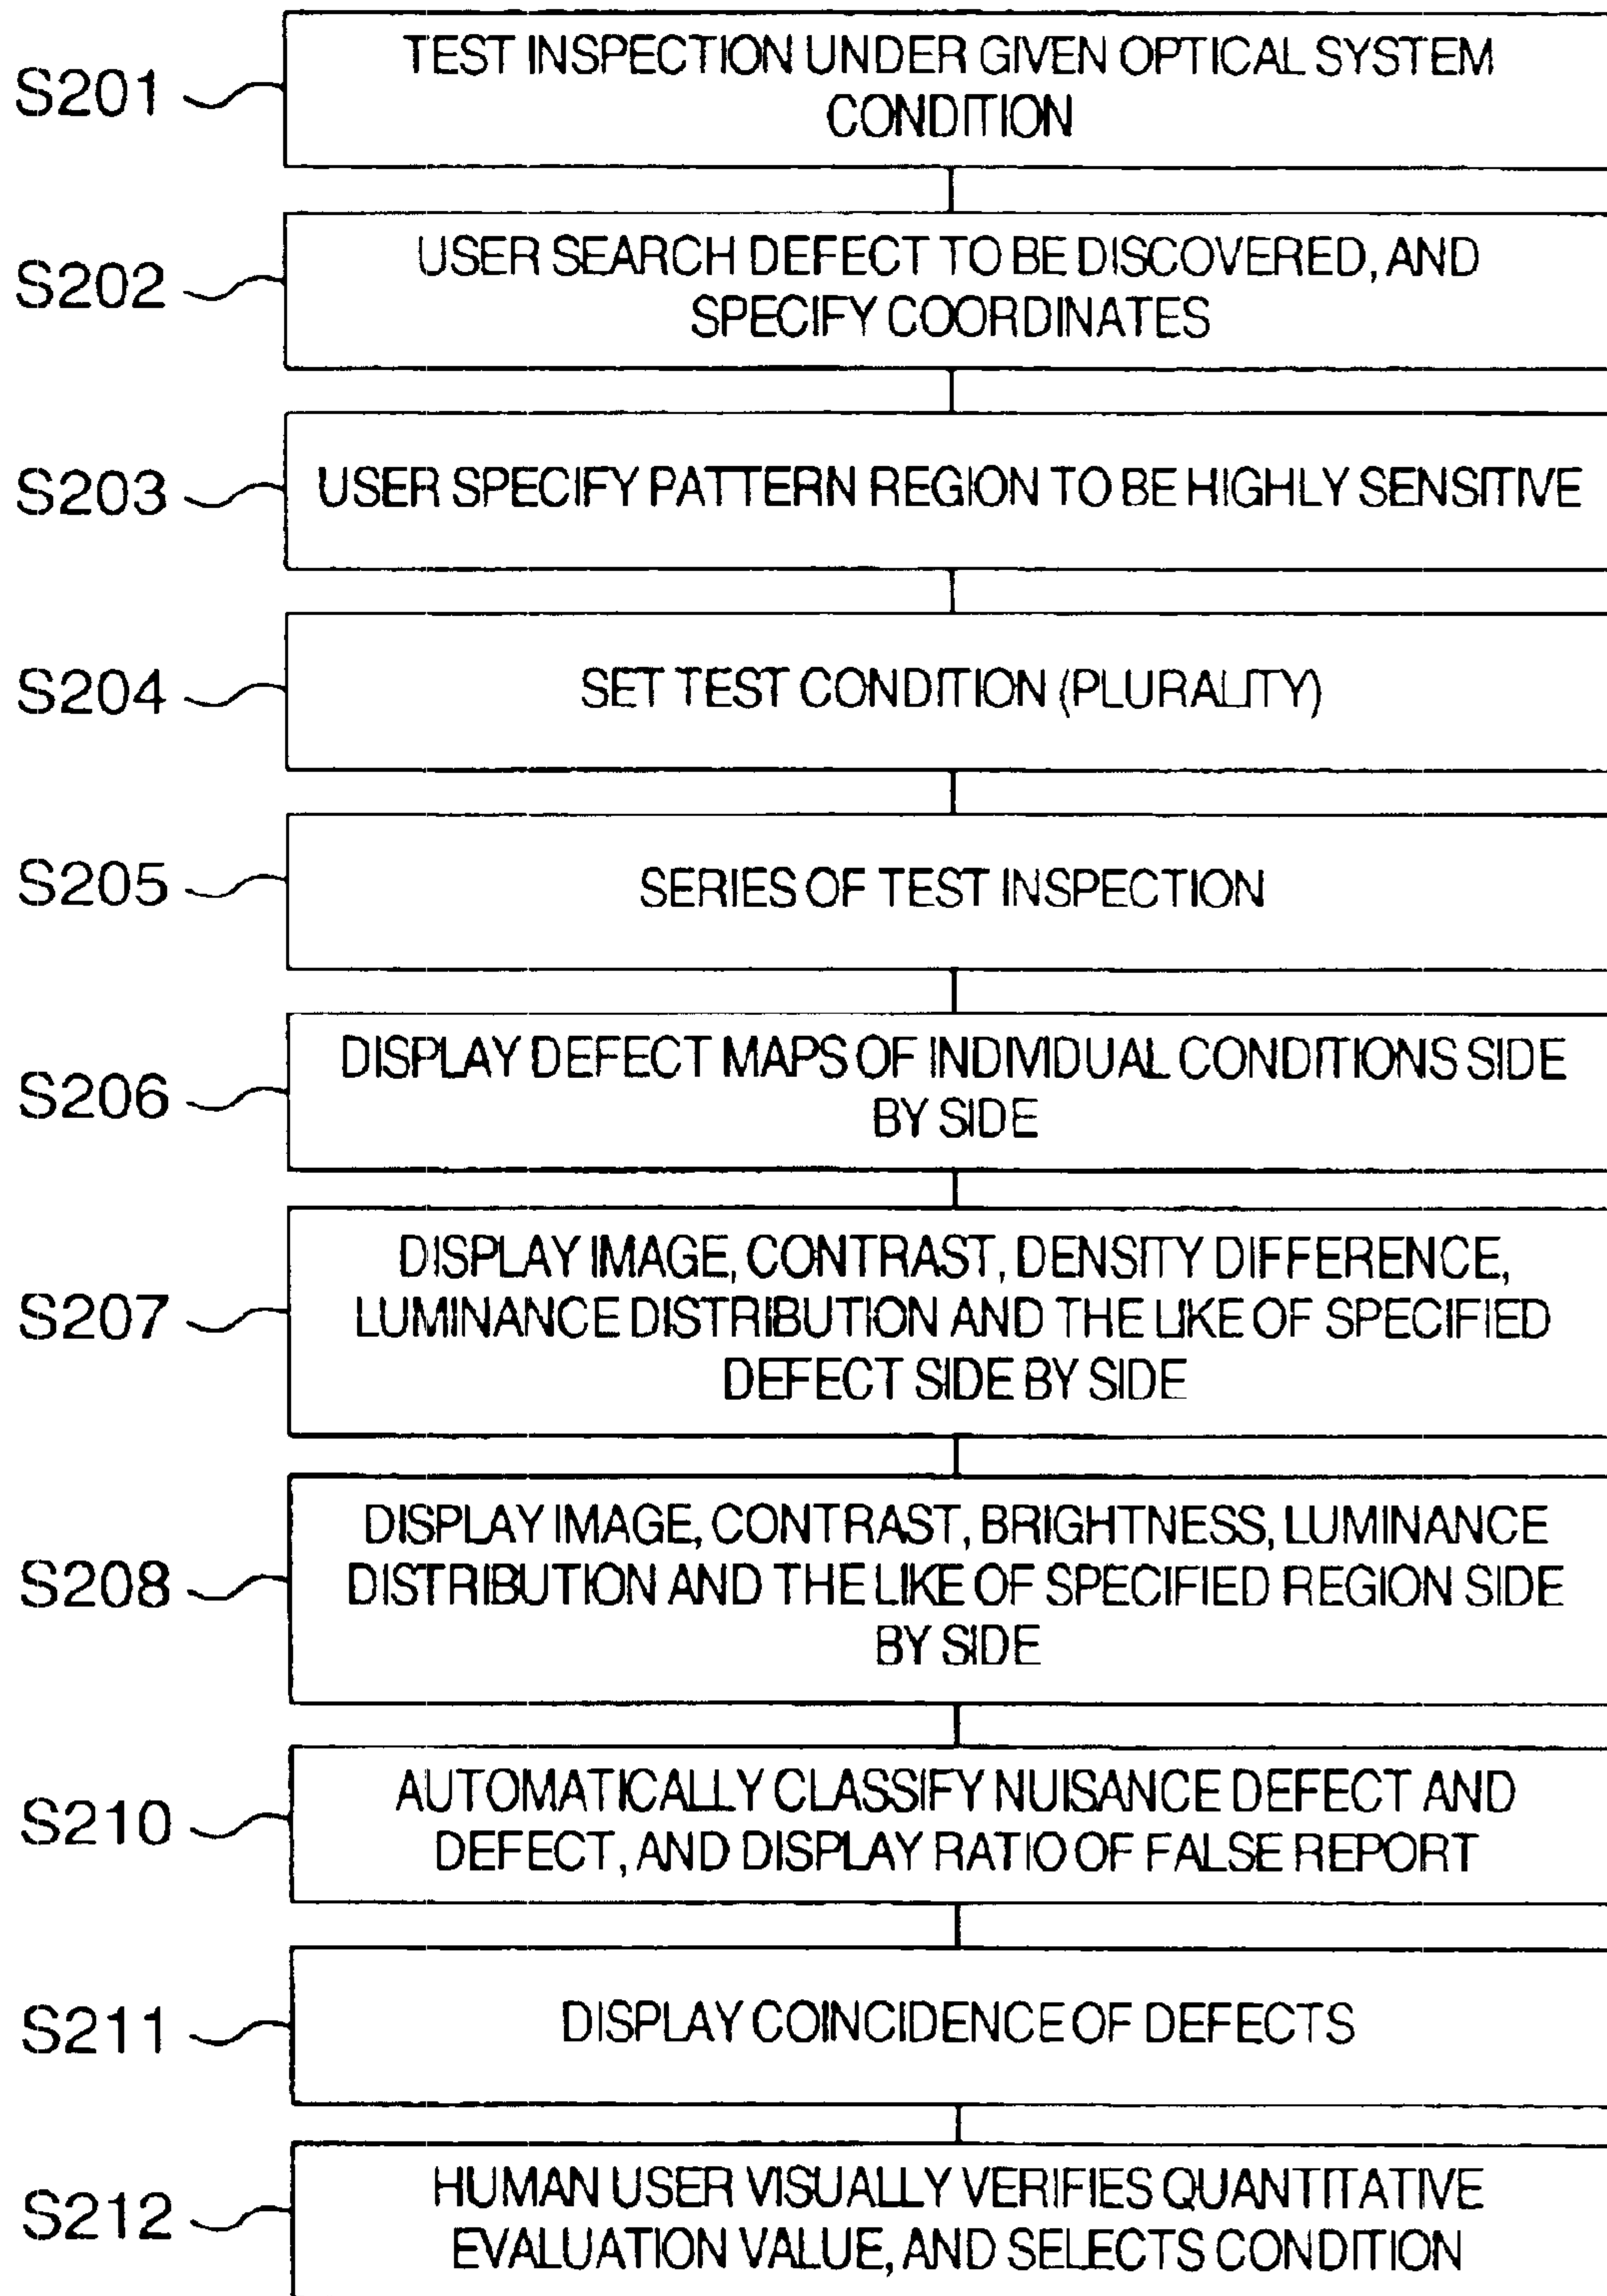 S201
TEST INSPECTION UNDER GIVEN OPTICAL SYSTEM
CONDITION
S202
USER SEARCH DEFECT TO BE DISCOVERED, AND
SPECIFY COORDINATES
S203
USER SPECIFY PATTERN REGION TO BE HIGHLY SENSITIVE
S204
SET TEST CONDITION (PLURALITY)
S205
SERIES OF TEST INSPECTION
S206
DISPLAY DEFECT MAPS OF INDIVIDUAL CONDITIONS SIDE
BY SIDE
S207
DISPLAY IMAGE, CONTRAST, DENSITY DIFFERENCE,
LUMINANCE DISTRIBUTION AND THE LIKE OF SPECIFIED
DEFECT SIDE BY SIDE
S208
DISPLAY IMAGE, CONTRAST, BRIGHTNESS, LUMINANCE
DISTRIBUTION AND THE LIKE OF SPECIFIED REGION SIDE
BY SIDE
S210
AUTOMATICALLY CLASSIFY NUISANCE DEFECT AND
DEFECT, AND DISPLAY RATIO OF FALSE REPORT
S211
DISPLAY COINCIDENCE OF DEFECTS
S212
HUMAN USER VISUALLY VERIFIES QUANTITATIVE
EVALUATION VALUE, AND SELECTS CONDITION